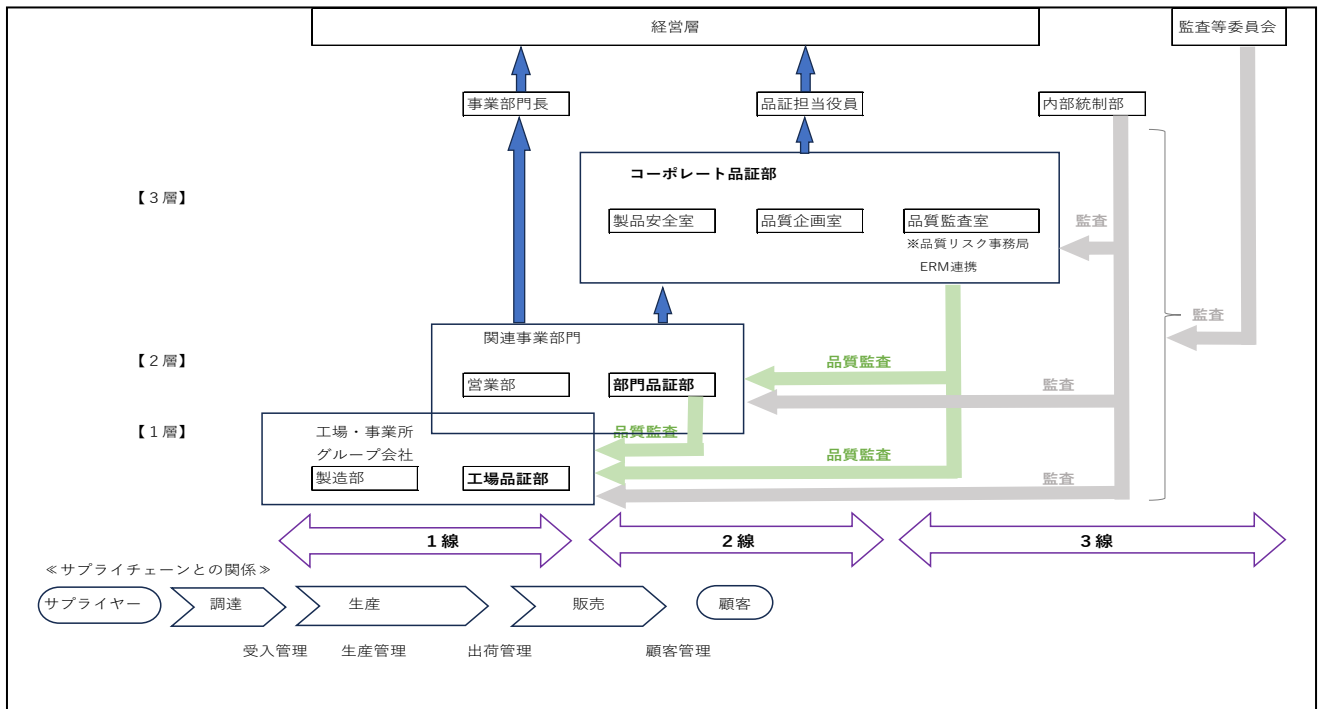 経営層
監査等委員会
事業部門長
品証担当役員
内部統制部
コーポレート品証部
【3層】
製品安全室
品質企画室
品質監査室
監査
※品質リスク事務局
ERM連携
監査
関連事業部門
【2層】
品質監査
営業部
部門品証部
監査
【1層】
工場・事業所
品質監査
グループ会社
品質監査
製造部
工場品証部
監査
1線
2線
3線
≪サプライチェーンとの関係≫
サプライヤー
調達
生産
販売
顧客
受入管理
生産管理
出荷管理
顧客管理